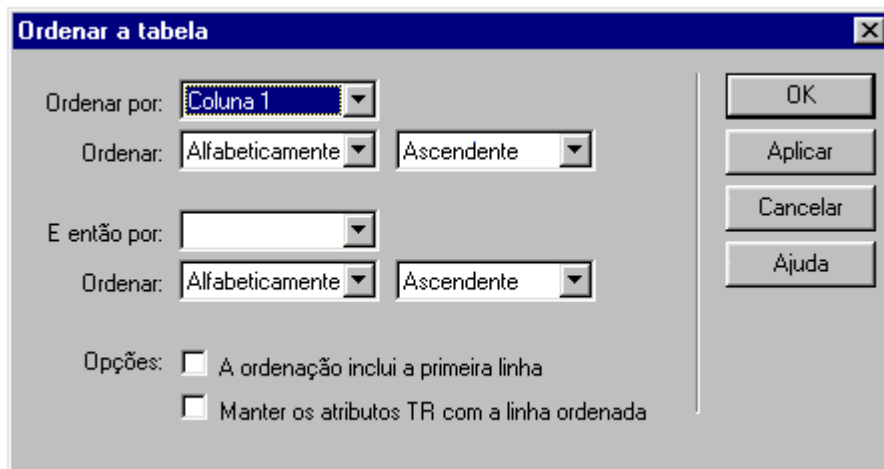 Ordenar a tabela
Ordenar por: Coluna 1
Ordenar: Alfabeticamente Ascendente
E então por:
Ordenar: Alfabeticamente Ascendente
Opções: A ordenação inclui a primeira linha
Manter os atributos TR com a linha ordenada
OK
Aplicar
Cancelar
Ajuda